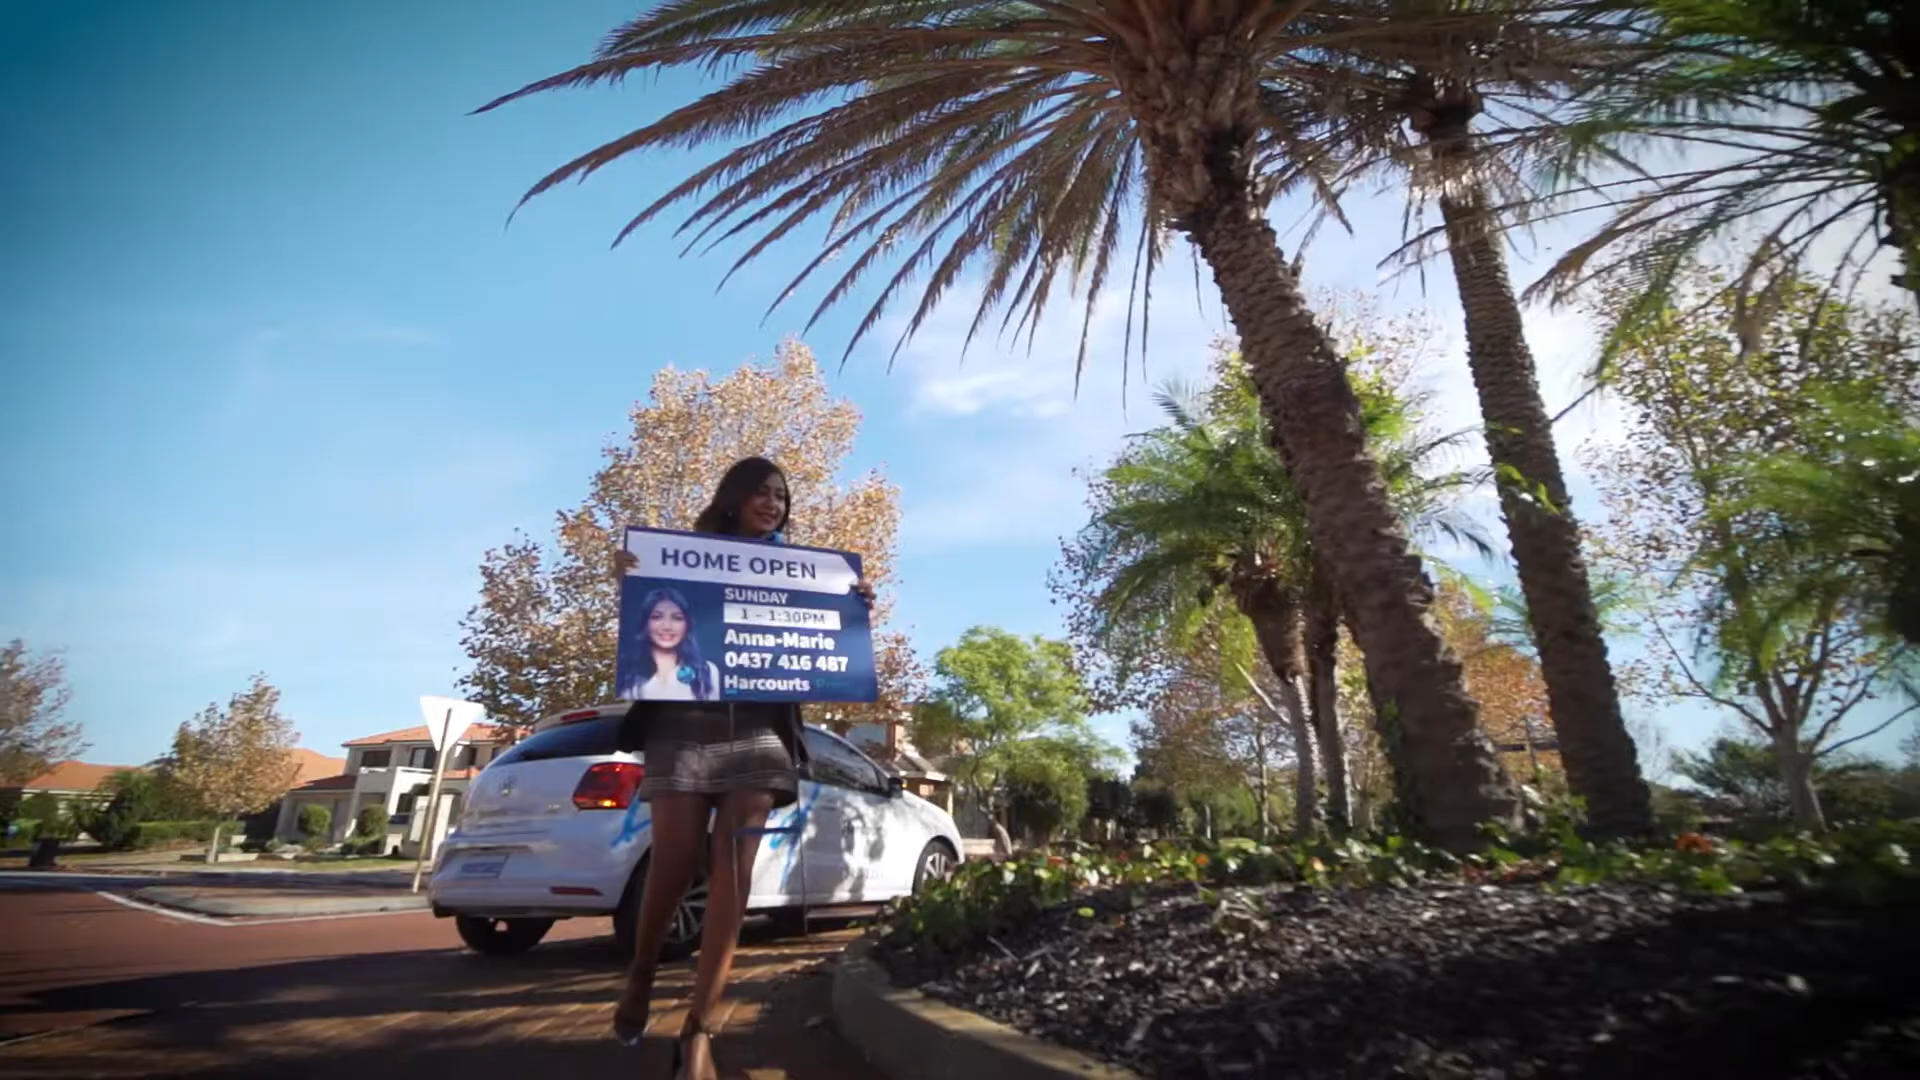 HOME OPEN
SUNDAY
1 - 1:30PM
Anna-Marie
0437 416 487
Harcourts